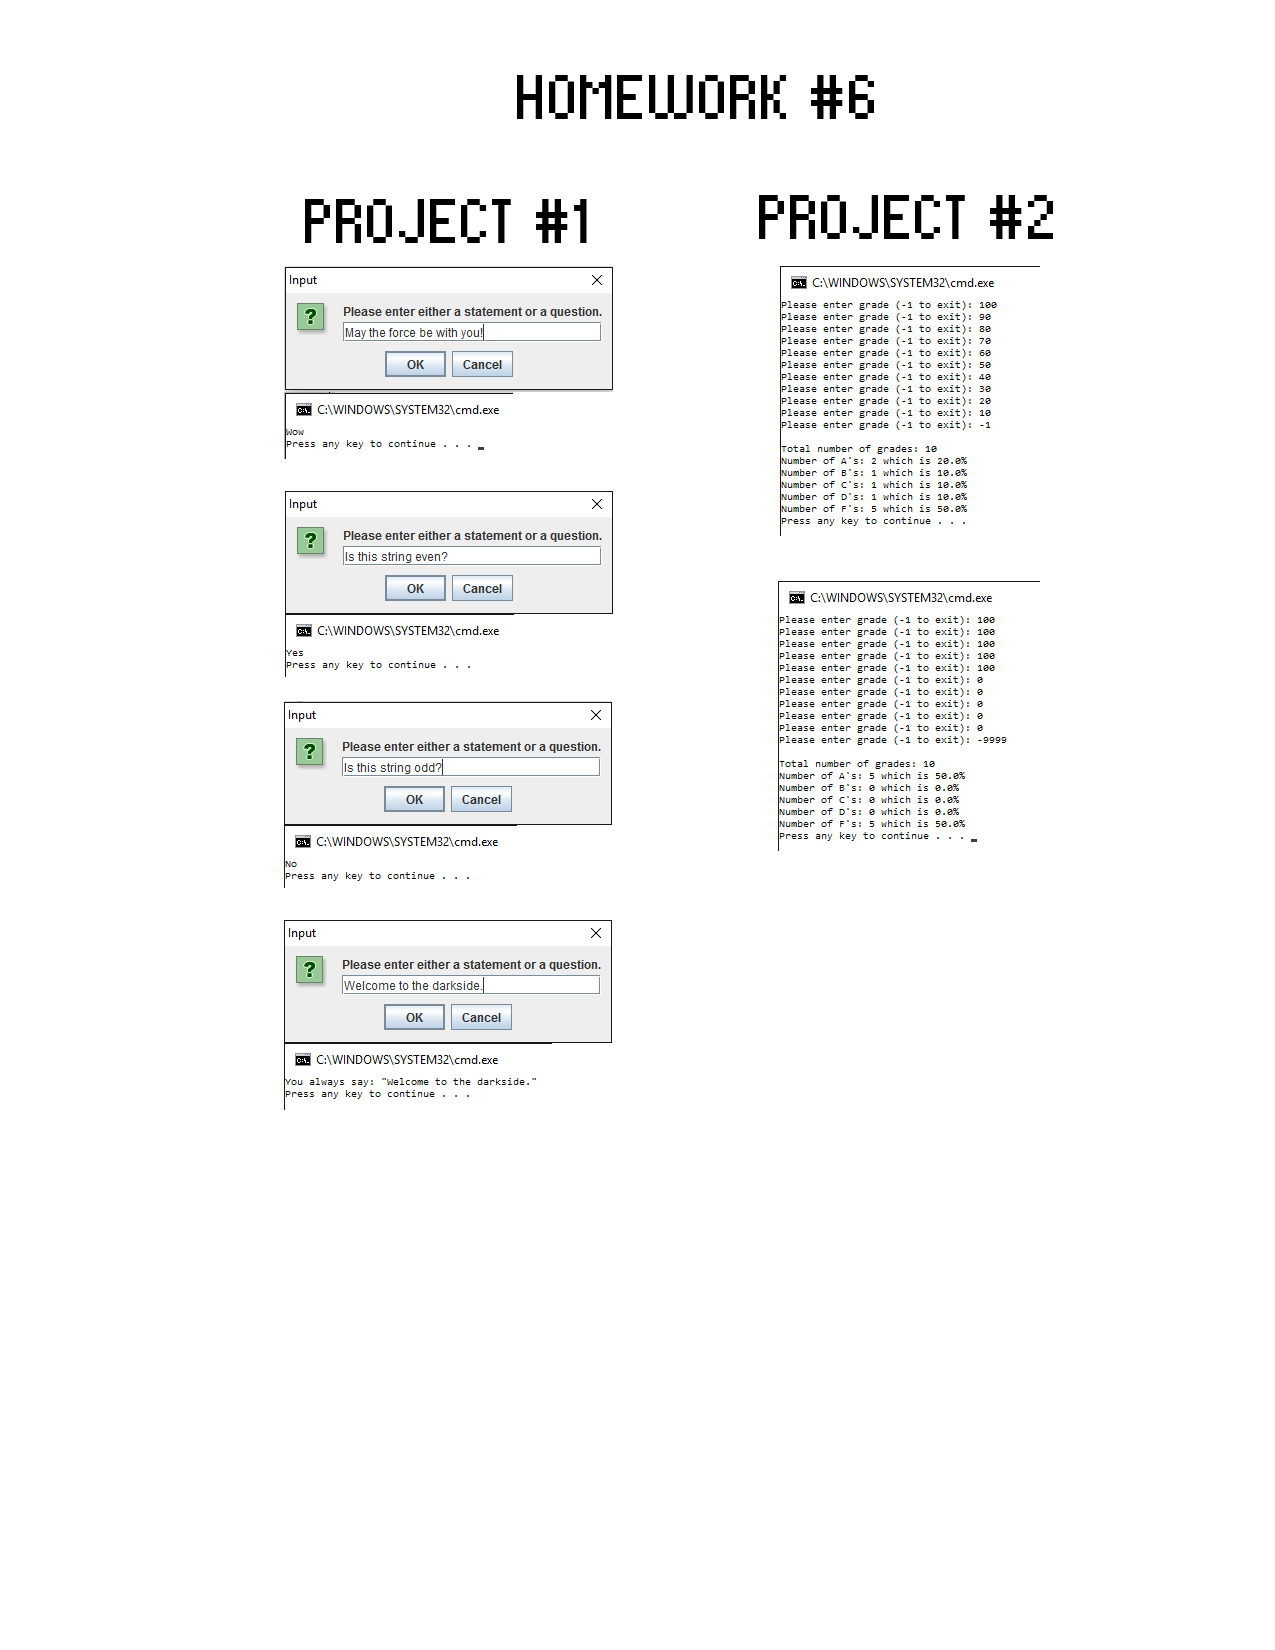 HOMEWORK #6
PROJECT #1
Input
Please enter either a statement or a question.
May the force be with you!
OK Cancel
C:\WINDOWS\SYSTEM32\cmd.exe
Wow
Press any key to continue . . .
Input
Please enter either a statement or a question.
Is this string even?
OK Cancel
C:\WINDOWS\SYSTEM32\cmd.exe
Yes
Press any key to continue . . .
Input
Please enter either a statement or a question.
Is this string odd?
OK Cancel
C:\WINDOWS\SYSTEM32\cmd.exe
No
Press any key to continue . . .
Input
Please enter either a statement or a question.
Welcome to the darkside.
OK Cancel
C:\WINDOWS\SYSTEM32\cmd.exe
You always say: "Welcome to the darkside."
Press any key to continue . . .
PROJECT #2
C:\WINDOWS\SYSTEM32\cmd.exe
Please enter grade (-1 to exit): 100
Please enter grade (-1 to exit): 90
Please enter grade (-1 to exit): 80
Please enter grade (-1 to exit): 70
Please enter grade (-1 to exit): 60
Please enter grade (-1 to exit): 50
Please enter grade (-1 to exit): 40
Please enter grade (-1 to exit): 30
Please enter grade (-1 to exit): 20
Please enter grade (-1 to exit): 10
Please enter grade (-1 to exit): -1
Total number of grades: 10
Number of A's: 2 which is 20.0%
Number of B's: 1 which is 10.0%
Number of C's: 1 which is 10.0%
Number of D's: 1 which is 10.0%
Number of F's: 5 which is 50.0%
Press any key to continue . . .
C:\WINDOWS\SYSTEM32\cmd.exe
Please enter grade (-1 to exit): 100
Please enter grade (-1 to exit): 100
Please enter grade (-1 to exit): 100
Please enter grade (-1 to exit): 100
Please enter grade (-1 to exit): 100
Please enter grade (-1 to exit): 0
Please enter grade (-1 to exit): 0
Please enter grade (-1 to exit): 0
Please enter grade (-1 to exit): 0
Please enter grade (-1 to exit): 0
Please enter grade (-1 to exit): -9999
Total number of grades: 10
Number of A's: 5 which is 50.0%
Number of B's: 0 which is 0.0%
Number of C's: 0 which is 0.0%
Number of D's: 0 which is 0.0%
Number of F's: 5 which is 50.0%
Press any key to continue . . .